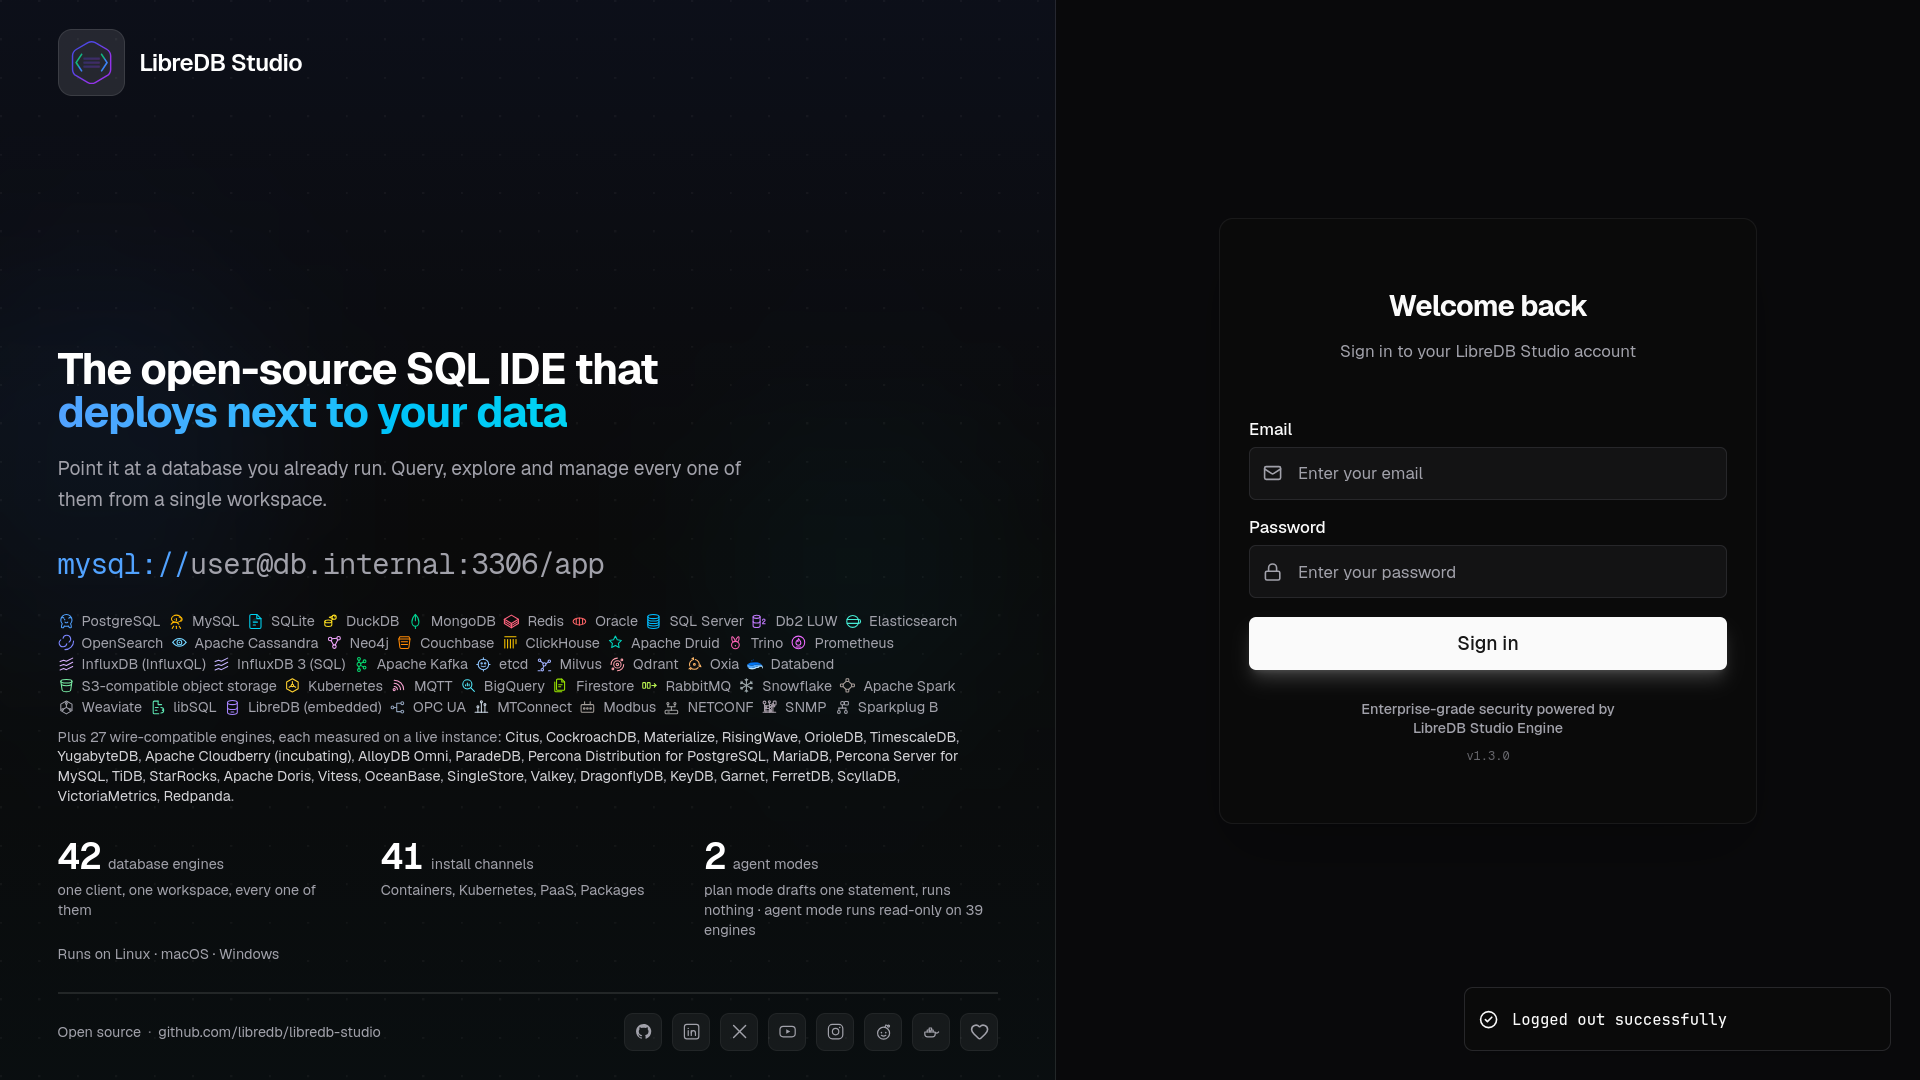 LibreDB Studio
The open-source SQL IDE that
deploys next to your data
Point it at a database you already run. Query, explore and manage every one of
them from a single workspace.
mysql://user@db.internal:3306/app
PostgreSQL MySQL SQLite DuckDB MongoDB Redis Oracle SQL Server Db2 LUW Elasticsearch
OpenSearch Apache Cassandra Neo4j Couchbase ClickHouse Apache Druid Trino Prometheus
InfluxDB (InfluxQL) InfluxDB 3 (SQL) Apache Kafka etcd Milvus Qdrant Oxia Databend
S3-compatible object storage Kubernetes MQTT BigQuery Firestore RabbitMQ Snowflake Apache Spark
Weaviate libSQL LibreDB (embedded) OPC UA MTConnect Modbus NETCONF SNMP Sparkplug B
Plus 27 wire-compatible engines, each measured on a live instance: Citus, CockroachDB, Materialize, RisingWave, OrioleDB, TimescaleDB,
YugabyteDB, Apache Cloudberry (incubating), AlloyDB Omni, ParadeDB, Percona Distribution for PostgreSQL, MariaDB, Percona Server for
MySQL, TiDB, StarRocks, Apache Doris, Vitess, OceanBase, SingleStore, Valkey, DragonflyDB, KeyDB, Garnet, FerretDB, ScyllaDB,
VictoriaMetrics, Redpanda.
42 database engines
one client, one workspace, every one of
them
41 install channels
Containers, Kubernetes, PaaS, Packages
2 agent modes
plan mode drafts one statement, runs
nothing · agent mode runs read-only on 39
engines
Runs on Linux · macOS · Windows
Open source · github.com/libredb/libredb-studio
Welcome back
Sign in to your LibreDB Studio account
Email
Enter your email
Password
Enter your password
Sign in
Enterprise-grade security powered by
LibreDB Studio Engine
v1.3.0
Logged out successfully